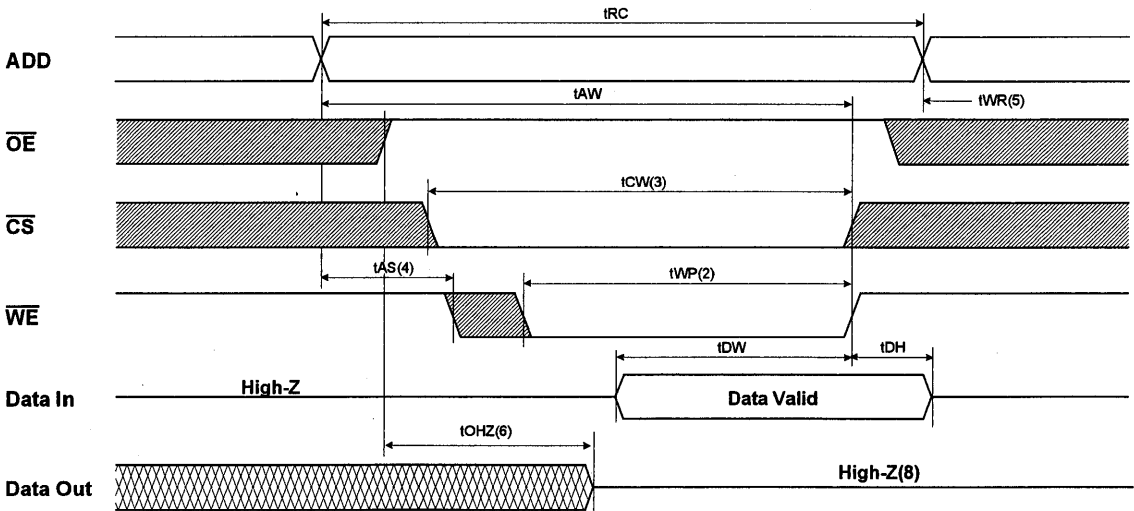 tRC
ADD
tAW
tWR(5)
OE
tCW(3)
CS
tAS(4)
tWP(2)
WE
tDW
tDH
High-Z
Data In
Data Valid
tOHZ(6)
High-Z(8)
Data Out